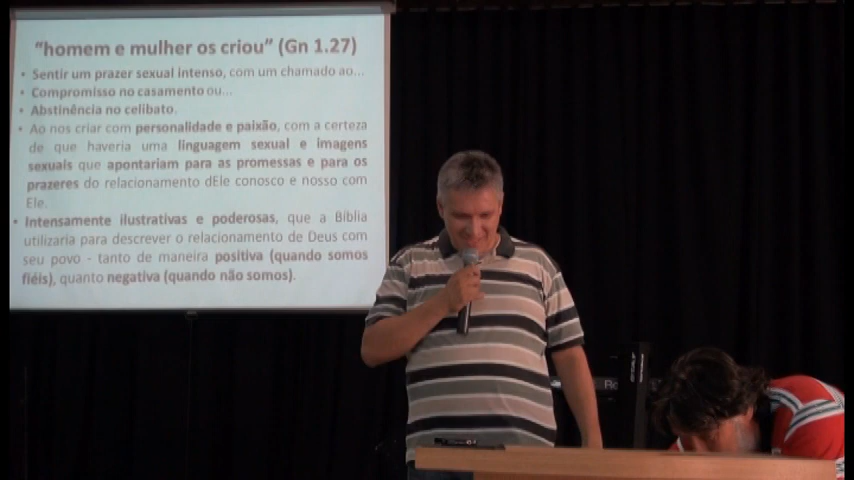 “homem e mulher os criou” (Gn 1.27)
• Sentir um prazer sexual intenso, com um chamado ao...
• Compromisso no casamento ou...
• Abstinência no celibato.
• Ao nos criar com personalidade e paixão, com a certeza
de que haveria uma linguagem sexual e imagens
sexuais que apontariam para as promessas e para os
prazeres do relacionamento dEle conosco e nosso com
Ele.
• Intensamente ilustrativas e poderosas, que a Bíblia
utilizaria para descrever o relacionamento de Deus com
seu povo - tanto de maneira positiva (quando somos
fiéis), quanto negativa (quando não somos).